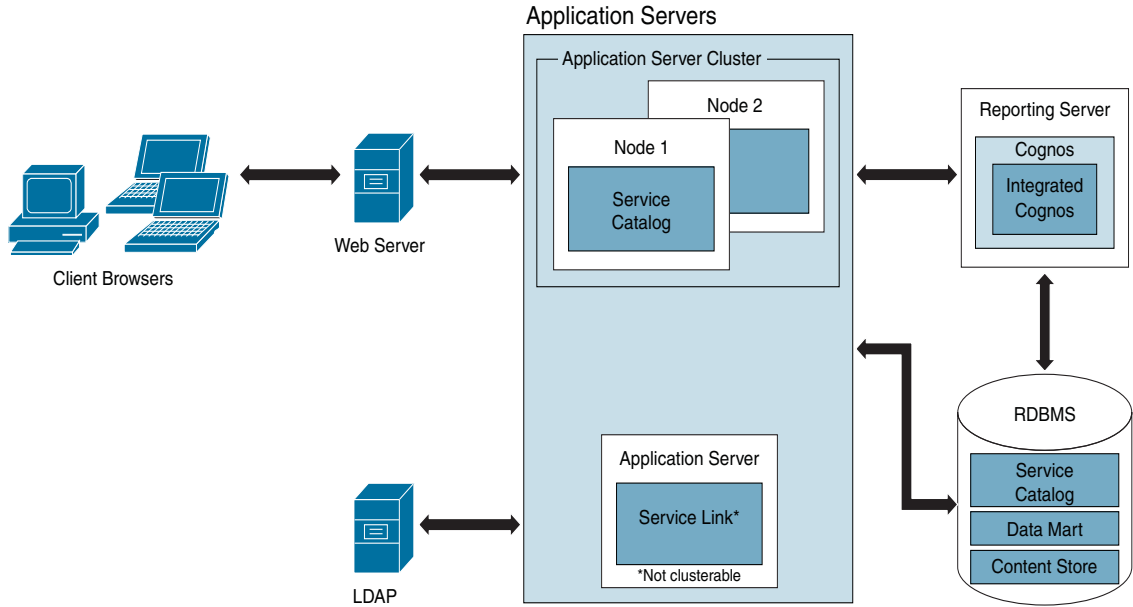 Application Servers
Application Server Cluster
Node 2
Node 1
Service
Catalog
Reporting Server
Cognos
Integrated
Cognos
Web Server
Client Browsers
RDBMS
Service
Catalog
Data Mart
Content Store
Application Server
Service Link*
*Not clusterable
LDAP